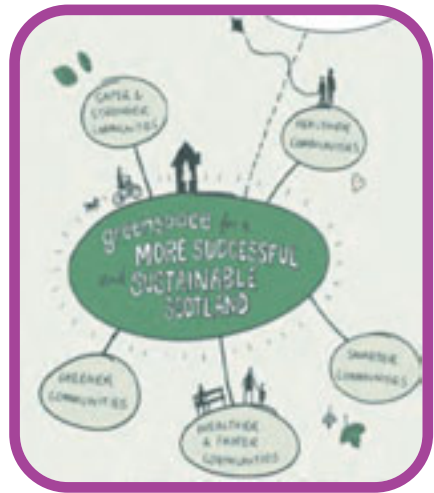 SAFER &
STRONGER
COMMUNITIES
HEALTHIER
COMMUNITIES
greenspace for a
MORE SUCCESSFUL
and SUSTAINABLE
SCOTLAND
GREENER
COMMUNITIES
SMARTER
COMMUNITIES
WEALTHIER
& FAIRER
COMMUNITIES